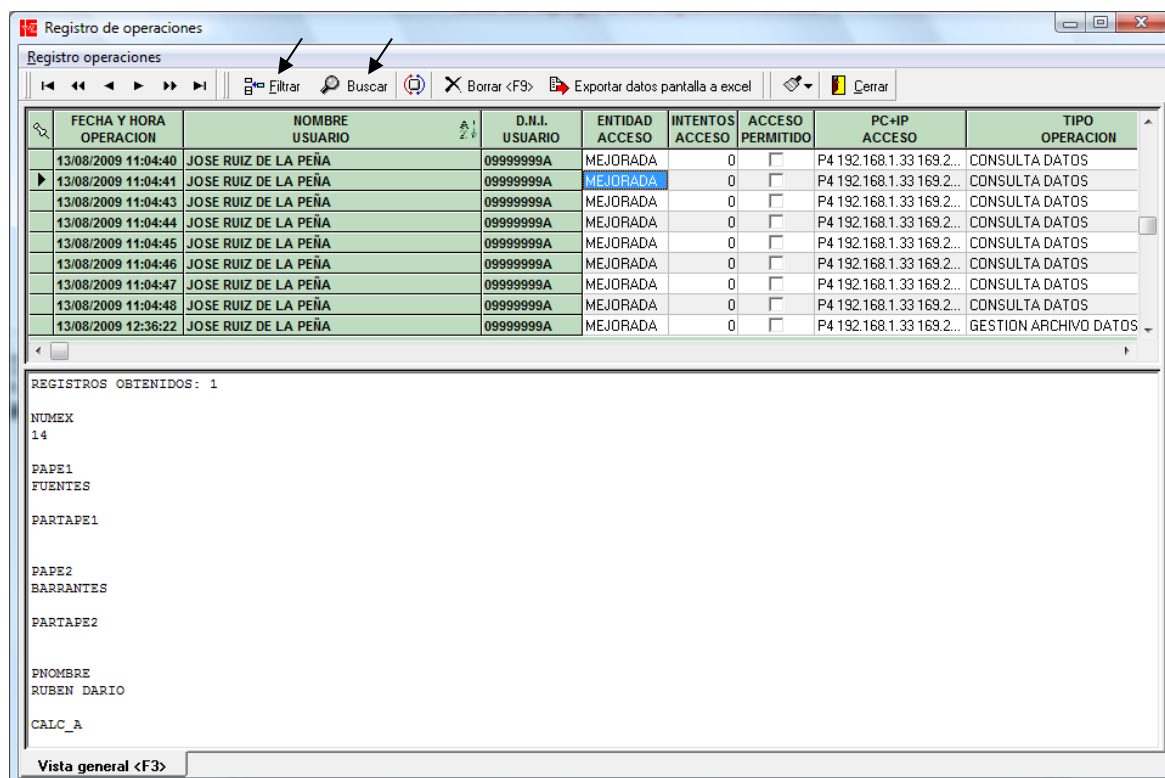 Registro de operaciones
Registro operaciones
Filtrar Buscar Borrar <F9> Exportar datos pantalla a excel Cerrar
FECHA Y HORA OPERACION NOMBRE USUARIO D.N.I. USUARIO ENTIDAD ACCESO INTENTOS ACCESO ACCESO PERMITIDO PC+IP ACCESO TIPO OPERACION
13/08/2009 11:04:40 JOSE RUIZ DE LA PEÑA 09999999A MEJORADA 0 P4 192.168.1.33 169.2... CONSULTA DATOS
13/08/2009 11:04:41 JOSE RUIZ DE LA PEÑA 09999999A MEJORADA 0 P4 192.168.1.33 169.2... CONSULTA DATOS
13/08/2009 11:04:43 JOSE RUIZ DE LA PEÑA 09999999A MEJORADA 0 P4 192.168.1.33 169.2... CONSULTA DATOS
13/08/2009 11:04:44 JOSE RUIZ DE LA PEÑA 09999999A MEJORADA 0 P4 192.168.1.33 169.2... CONSULTA DATOS
13/08/2009 11:04:45 JOSE RUIZ DE LA PEÑA 09999999A MEJORADA 0 P4 192.168.1.33 169.2... CONSULTA DATOS
13/08/2009 11:04:46 JOSE RUIZ DE LA PEÑA 09999999A MEJORADA 0 P4 192.168.1.33 169.2... CONSULTA DATOS
13/08/2009 11:04:47 JOSE RUIZ DE LA PEÑA 09999999A MEJORADA 0 P4 192.168.1.33 169.2... CONSULTA DATOS
13/08/2009 11:04:48 JOSE RUIZ DE LA PEÑA 09999999A MEJORADA 0 P4 192.168.1.33 169.2... CONSULTA DATOS
13/08/2009 12:36:22 JOSE RUIZ DE LA PEÑA 09999999A MEJORADA 0 P4 192.168.1.33 169.2... GESTION ARCHIVO DATOS
REGISTROS OBTENIDOS: 1
NUMEX
14
PAPE1
FUENTES
PARTAPE1
PAPE2
BARRANTES
PARTAPE2
PNOMBRE
RUBEN DARIO
CALC_A
Vista general <F3>